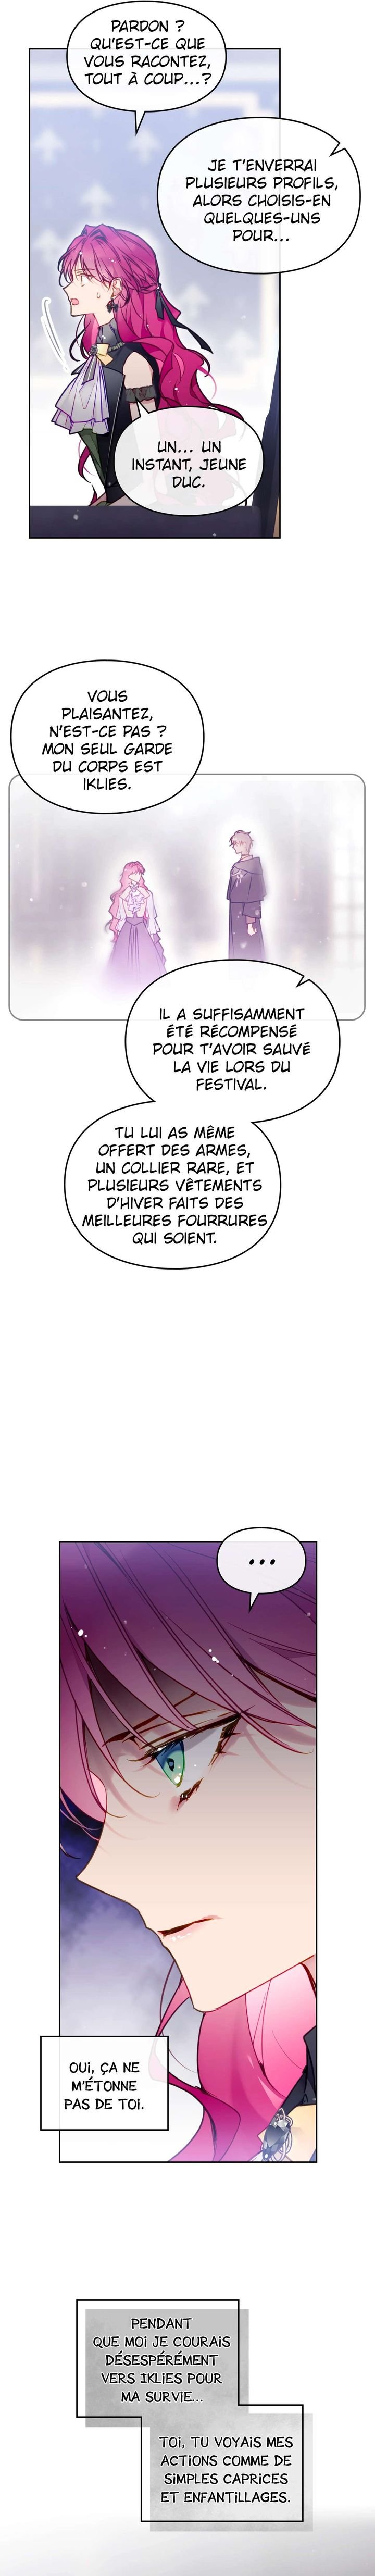 PARDON ?
QU'EST-CE QUE
VOUS RACONTEZ,
TOUT À COUP...?
JE T'ENVERRAI
PLUSIEURS PROFILS,
ALORS CHOISIS-EN
QUELQUES-UNS
POUR...
UN... UN
INSTANT, JEUNE
DUC.
VOUS
PLAISANTEZ,
N'EST-CE PAS ?
MON SEUL GARDE
DU CORPS EST
IKLIES.
IL A SUFFISAMMENT
ÉTÉ RÉCOMPENSÉ
POUR T'AVOIR SAUVÉ
LA VIE LORS DU
FESTIVAL.
TU LUI AS MÊME
OFFERT DES ARMES,
UN COLLIER RARE, ET
PLUSIEURS VÊTEMENTS
D'HIVER FAITS DES
MEILLEURES FOURRURES
QUI SOIENT.
...
OUI, ÇA NE
M'ÉTONNE
PAS DE TOI.
PENDANT
QUE MOI JE COURAIS
DÉSESPÉRÉMENT
VERS IKLIES POUR
MA SURVIE...
TOI, TU VOYAIS MES
ACTIONS COMME DE
SIMPLES CAPRICES
ET ENFANTILLAGES.